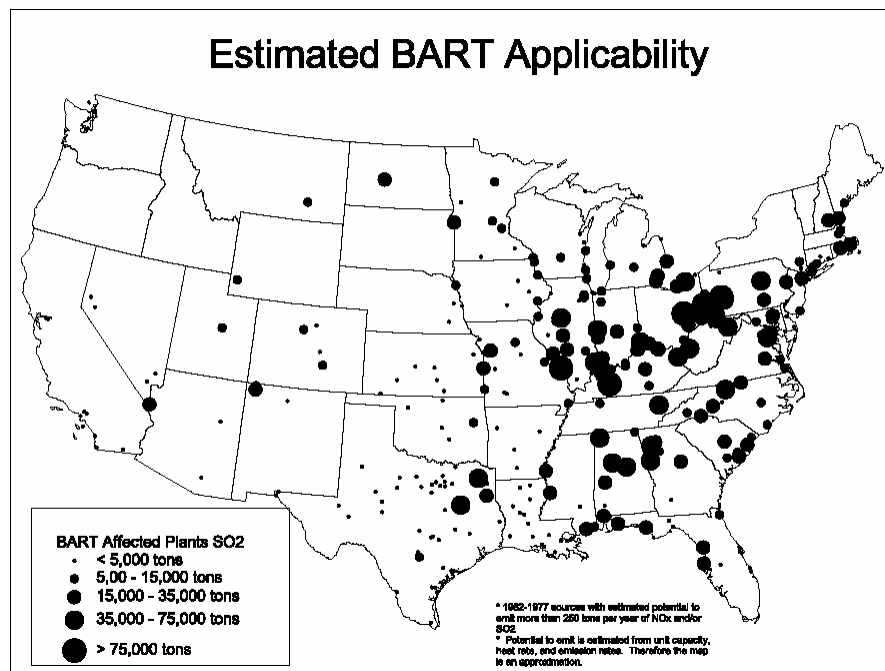 Estimated BART Applicability
BART Affected Plants SO2
< 5,000 tons
5,00 - 15,000 tons
15,000 - 35,000 tons
35,000 - 75,000 tons
> 75,000 tons
* 1962-1977 sources with estimated potential to
emit more than 250 tons per year of NOx and/or
SO2
* Potential to emit is estimated from unit capacity,
heat rate, and emission rates. Therefore the map
is an approximation.